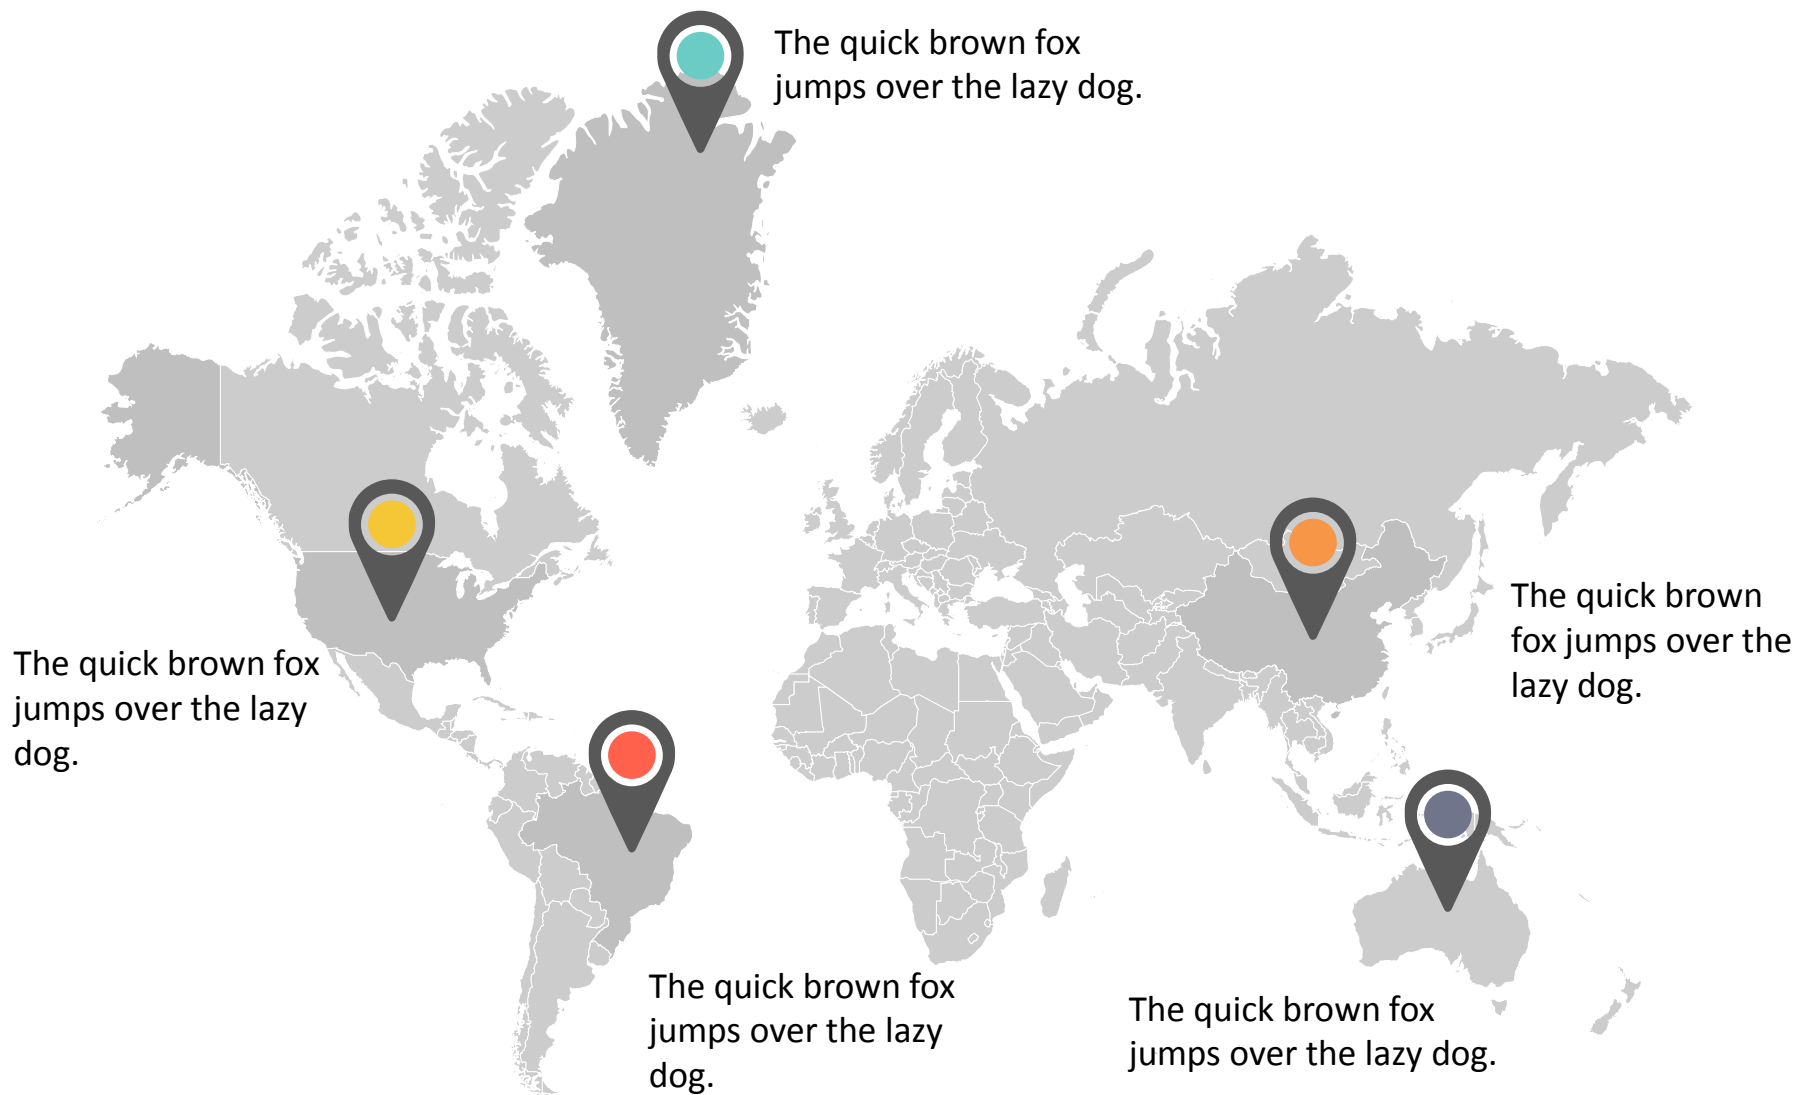 The quick brown fox
jumps over the lazy dog.
The quick brown
fox jumps over the
lazy dog.
The quick brown fox
jumps over the lazy
dog.
The quick brown fox
jumps over the lazy
dog.
The quick brown fox
jumps over the lazy dog.